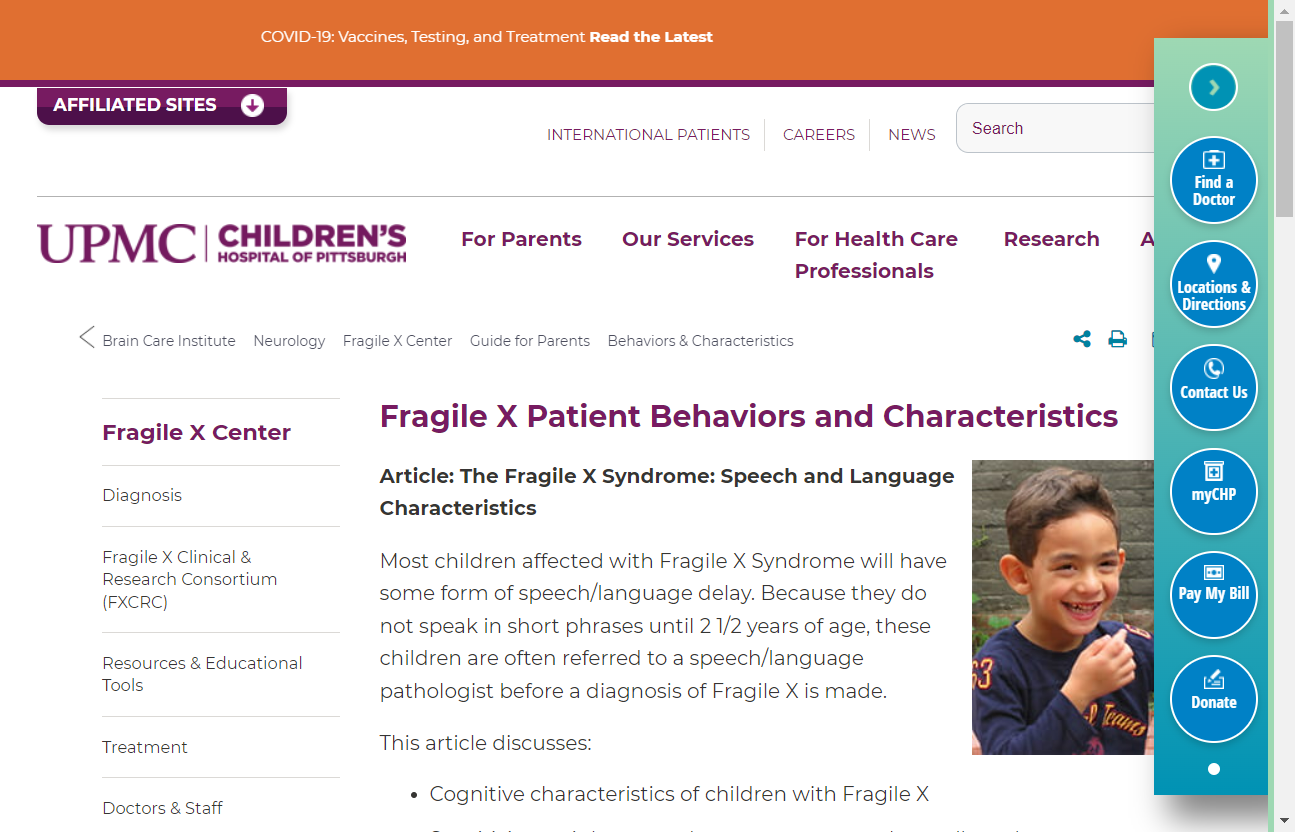 COVID-19: Vaccines, Testing, and Treatment Read the Latest
AFFILIATED SITES
INTERNATIONAL PATIENTS
CAREERS
NEWS
Search
UPMC CHILDREN'S
HOSPITAL OF PITTSBURGH
For Parents
Our Services
For Health Care
Professionals
Research
Brain Care Institute
Neurology
Fragile X Center
Guide for Parents
Behaviors & Characteristics
Fragile X Center
Diagnosis
Fragile X Clinical &
Research Consortium
(FXCRC)
Resources & Educational
Tools
Treatment
Doctors & Staff
Fragile X Patient Behaviors and Characteristics
Article: The Fragile X Syndrome: Speech and Language
Characteristics
Most children affected with Fragile X Syndrome will have
some form of speech/language delay. Because they do
not speak in short phrases until 2 1/2 years of age, these
children are often referred to a speech/language
pathologist before a diagnosis of Fragile X is made.
This article discusses:
• Cognitive characteristics of children with Fragile X
63
Teams
Find a
Doctor
Locations &
Directions
Contact Us
myCHP
Pay My Bill
Donate